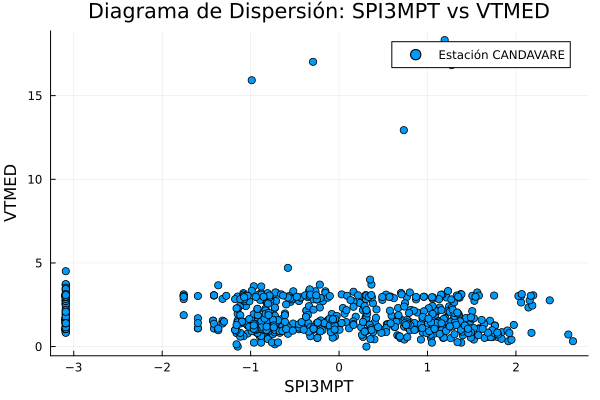 Diagrama de Dispersión: SPI3MPT vs VTMED
Estación CANDAVARE
VTMED
15
10
5
0
−3 −2 −1 0 1 2
SPI3MPT